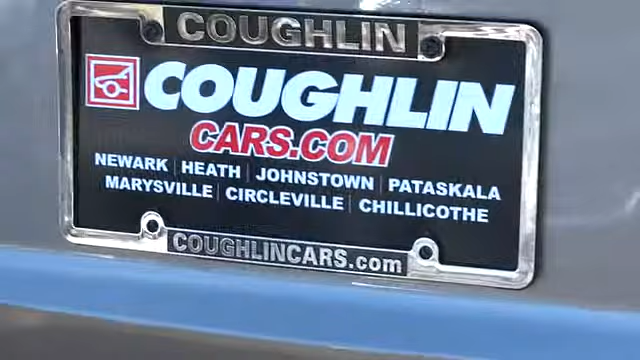 COUGHLIN
COUGHLIN
CARS.COM
NEWARK | HEATH | JOHNSTOWN | PATASKALA
MARYSVILLE | CIRCLEVILLE | CHILLICOTHE
COUGHLINCARS.com